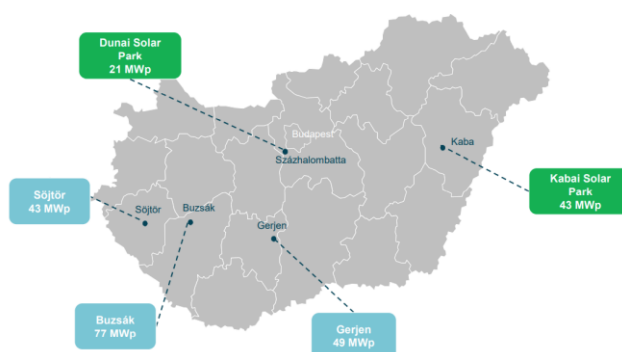 Dunai Solar
Park
21 MWp
Budapest
Százhalombatta
Kaba
Kabai Solar
Park
43 MWp
Söjtör
43 MWp
Söjtör
Buzsák
Gerjen
Buzsák
77 MWp
Gerjen
49 MWp